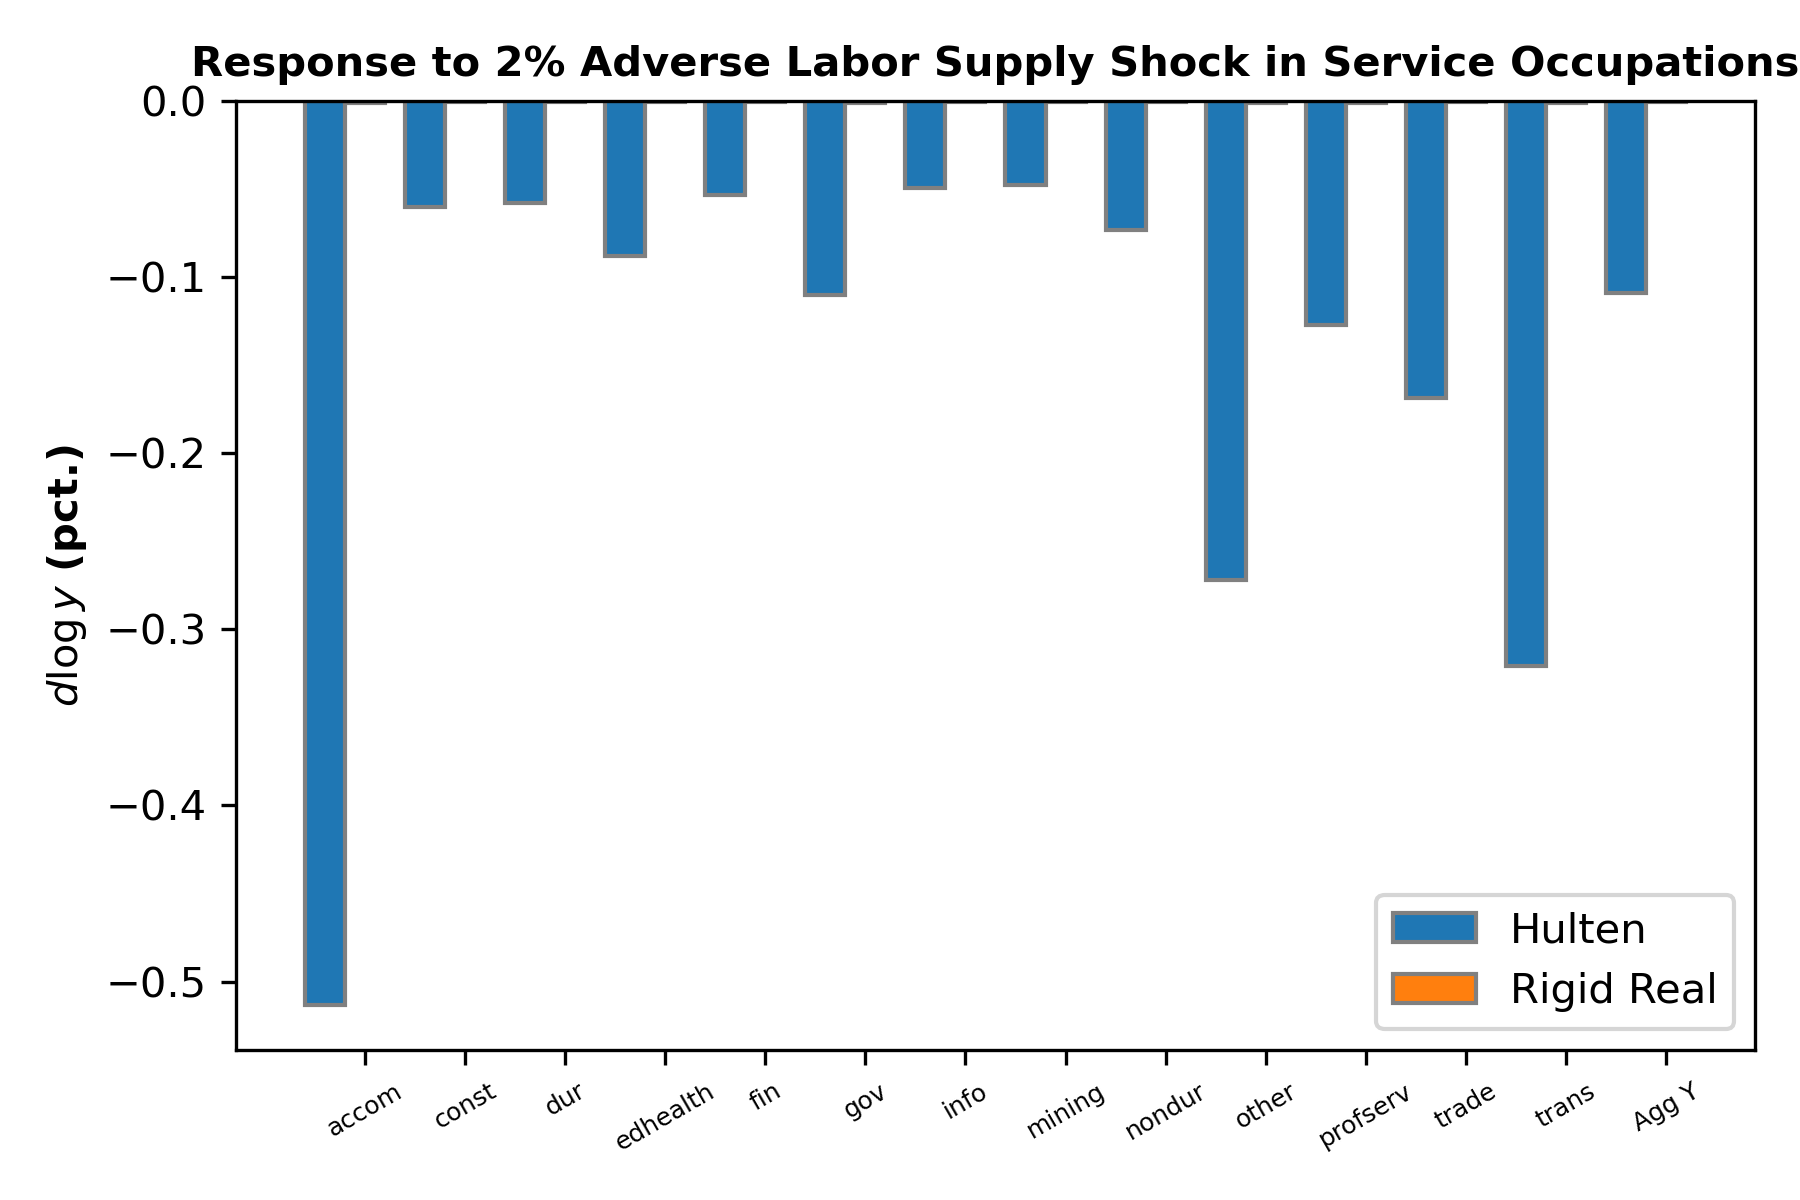 Response to 2% Adverse Labor Supply Shock in Service Occupations
dlog y (pct.)
0.0
−0.1
−0.2
−0.3
−0.4
−0.5
Hulten
Rigid Real
accom
const
dur
edhealth
fin
gov
info
mining
nondur
other
profserv
trade
trans
Agg Y